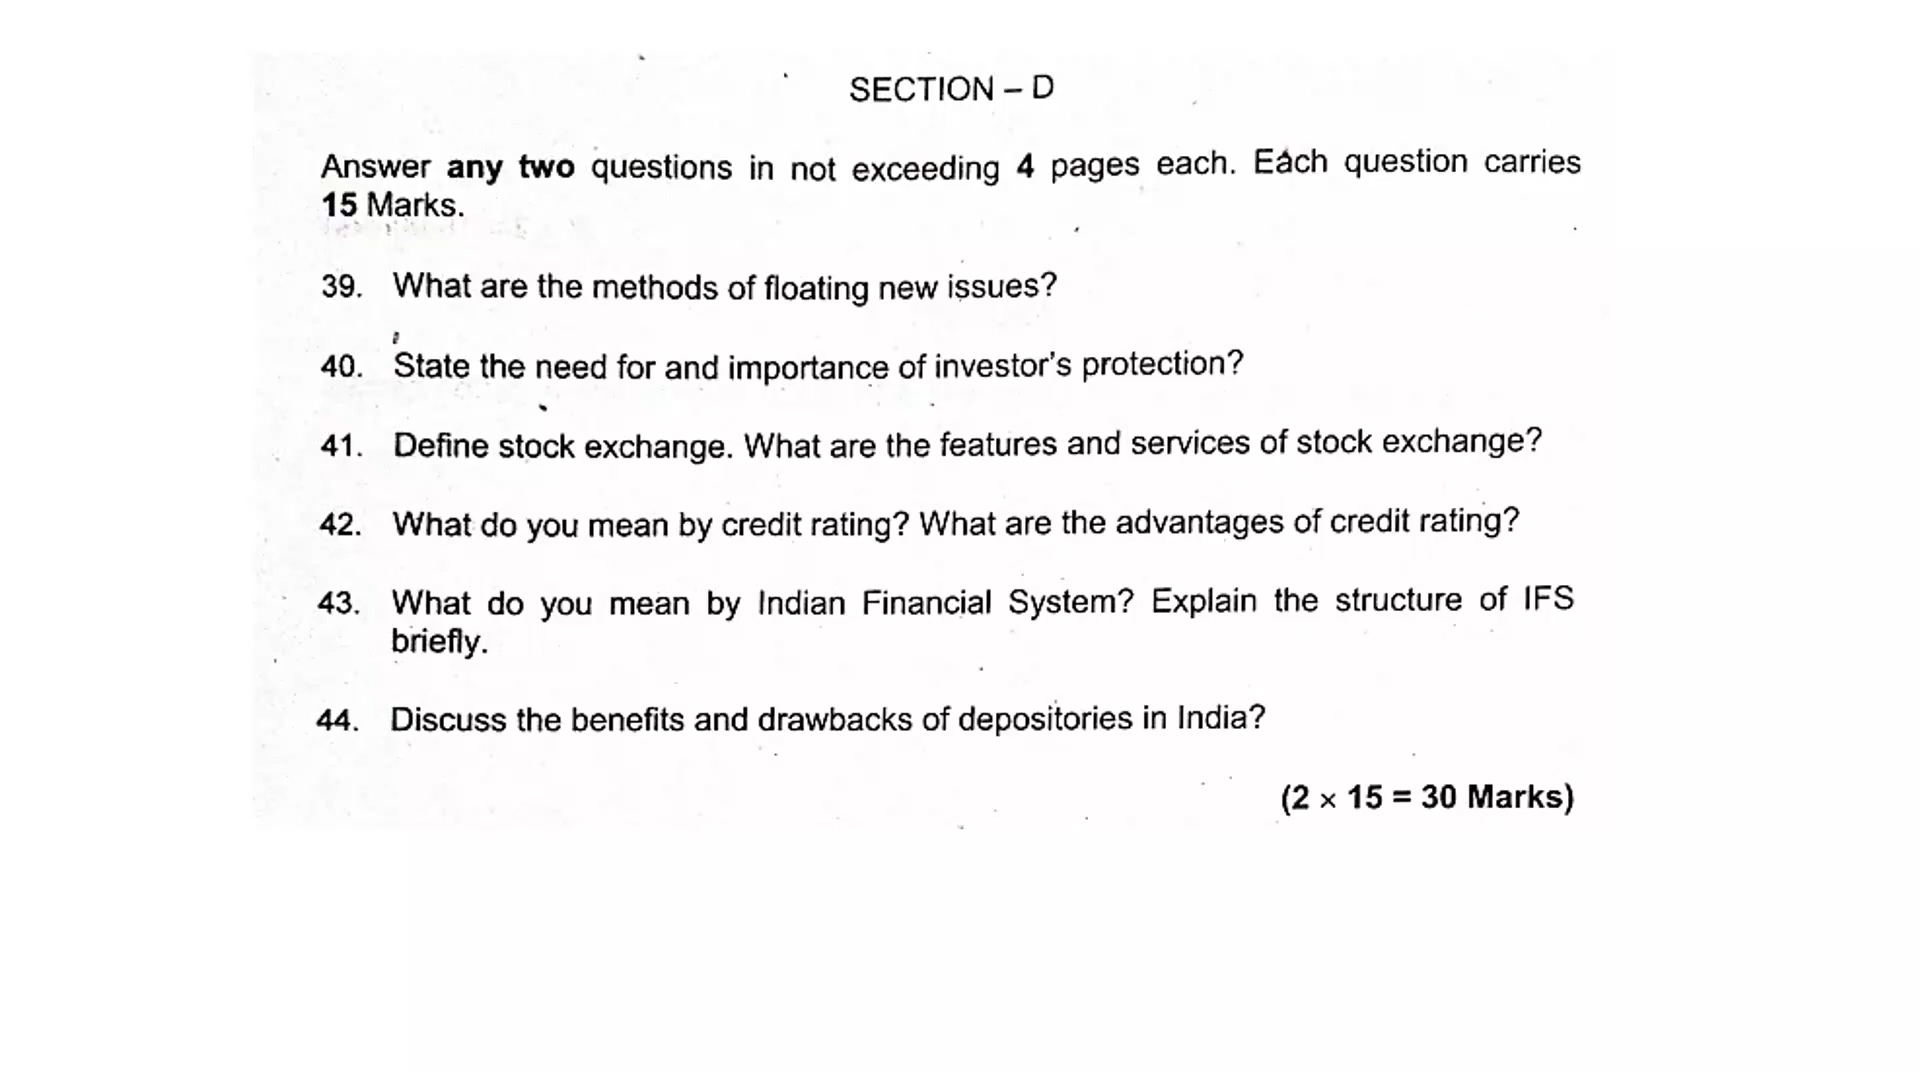 SECTION – D
Answer any two questions in not exceeding 4 pages each. Each question carries
15 Marks.
39. What are the methods of floating new issues?
40. State the need for and importance of investor's protection?
41. Define stock exchange. What are the features and services of stock exchange?
42. What do you mean by credit rating? What are the advantages of credit rating?
43. What do you mean by Indian Financial System? Explain the structure of IFS
briefly.
44. Discuss the benefits and drawbacks of depositories in India?
(2 × 15 = 30 Marks)